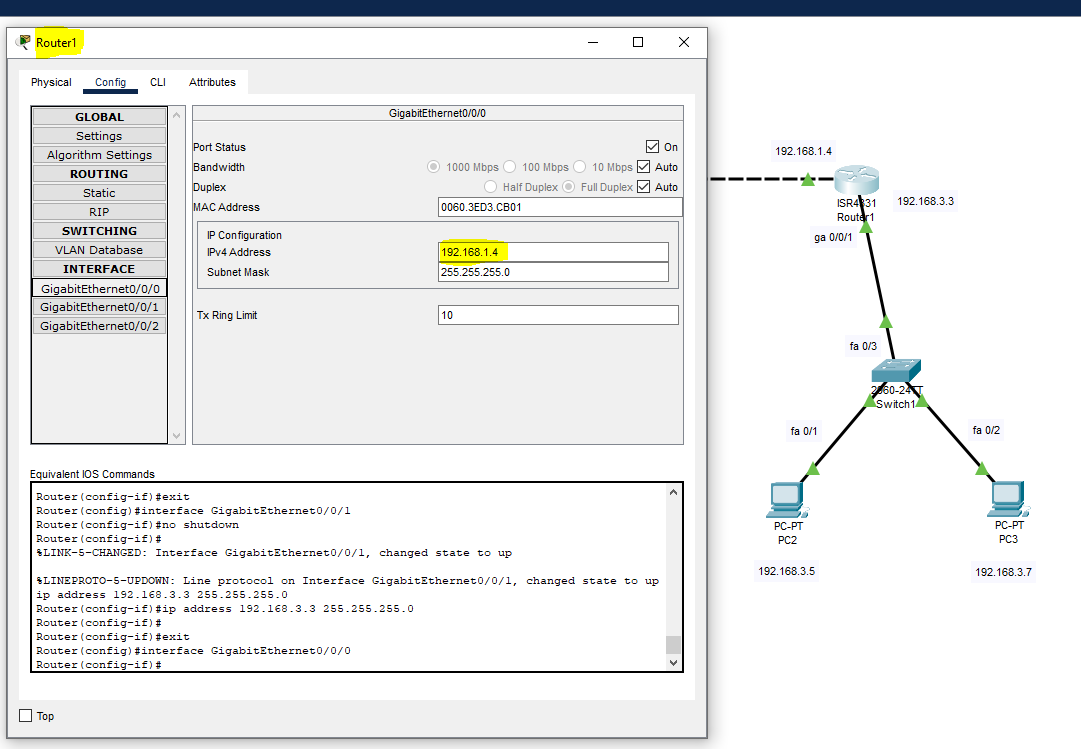 Router1
Physical Config CLI Attributes
GLOBAL
Settings
Algorithm Settings
ROUTING
Static
RIP
SWITCHING
VLAN Database
INTERFACE
GigabitEthernet0/0/0
GigabitEthernet0/0/1
GigabitEthernet0/0/2
GigabitEthernet0/0/0
Port Status On
Bandwidth 1000 Mbps 100 Mbps 10 Mbps Auto
Duplex Half Duplex Full Duplex Auto
MAC Address 0060.3ED3.CB01
IP Configuration
IPv4 Address 192.168.1.4
Subnet Mask 255.255.255.0
Tx Ring Limit 10
Equivalent IOS Commands
Router(config-if)#exit
Router(config)#interface GigabitEthernet0/0/1
Router(config-if)#no shutdown
Router(config-if)#
%LINK-5-CHANGED: Interface GigabitEthernet0/0/1, changed state to up
%LINEPROTO-5-UPDOWN: Line protocol on Interface GigabitEthernet0/0/1, changed state to up
ip address 192.168.3.3 255.255.255.0
Router(config-if)#ip address 192.168.3.3 255.255.255.0
Router(config-if)#
Router(config-if)#exit
Router(config)#interface GigabitEthernet0/0/0
Router(config-if)#
Top
192.168.1.4
ISR4331
Router1
192.168.3.3
ga 0/0/1
fa 0/3
2960-24TT
Switch1
fa 0/1
fa 0/2
PC-PT
PC2
PC-PT
PC3
192.168.3.5
192.168.3.7